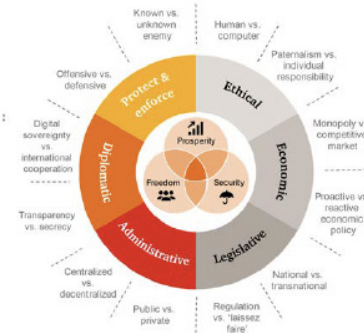 Known vs.
unknown
enemy
Human vs.
computer
Paternalism vs.
individual
responsibility
Monopoly v
competitive
market
Proactive v
reactive
economic
policy
National vs.
transnational
Regulation
vs. ‘laissez
faire’
Public vs.
private
Centralized
vs.
decentralized
Transparency
vs. secrecy
Digital
sovereignty
vs
international
cooperation
Offensive vs.
defensive
Protect &
enforce
Ethical
Economic
Legislative
Administrative
Diplomatic
Prosperity
Freedom
Security